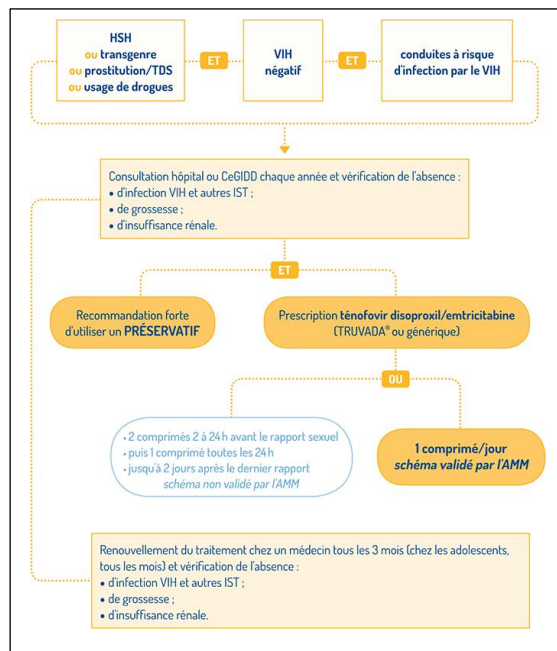 HSH
ou transgenre
ou prostitution/TDS
ou usage de drogues
ET
VIH
négatif
ET
conduites à risque
d'infection par le VIH
Consultation hôpital ou CeGIDD chaque année et vérification de l'absence :
• d'infection VIH et autres IST ;
• de grossesse ;
• d'insuffisance rénale.
ET
Recommandation forte
d'utiliser un PRÉSERVATIF
Prescription ténofovir disoproxil/emtricitabine
(TRUVADA® ou générique)
OU
• 2 comprimés 2 à 24 h avant le rapport sexuel
• puis 1 comprimé toutes les 24 h
• jusqu'à 2 jours après le dernier rapport
schéma non validé par l'AMM
1 comprimé/jour
schéma validé par l'AMM
Renouvellement du traitement chez un médecin tous les 3 mois (chez les adolescents,
tous les mois) et vérification de l'absence :
• d'infection VIH et autres IST ;
• de grossesse ;
• d'insuffisance rénale.